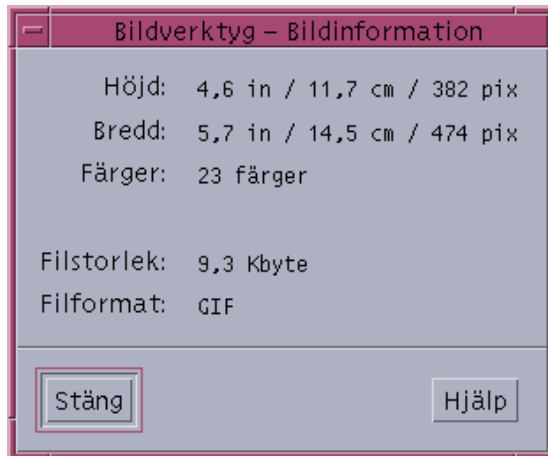 Bildverktyg – Bildinformation
Höjd: 4,6 in / 11,7 cm / 382 pix
Bredd: 5,7 in / 14,5 cm / 474 pix
Färger: 23 färger
Filstorlek: 9,3 Kbyte
Filformat: GIF
Stäng Hjälp